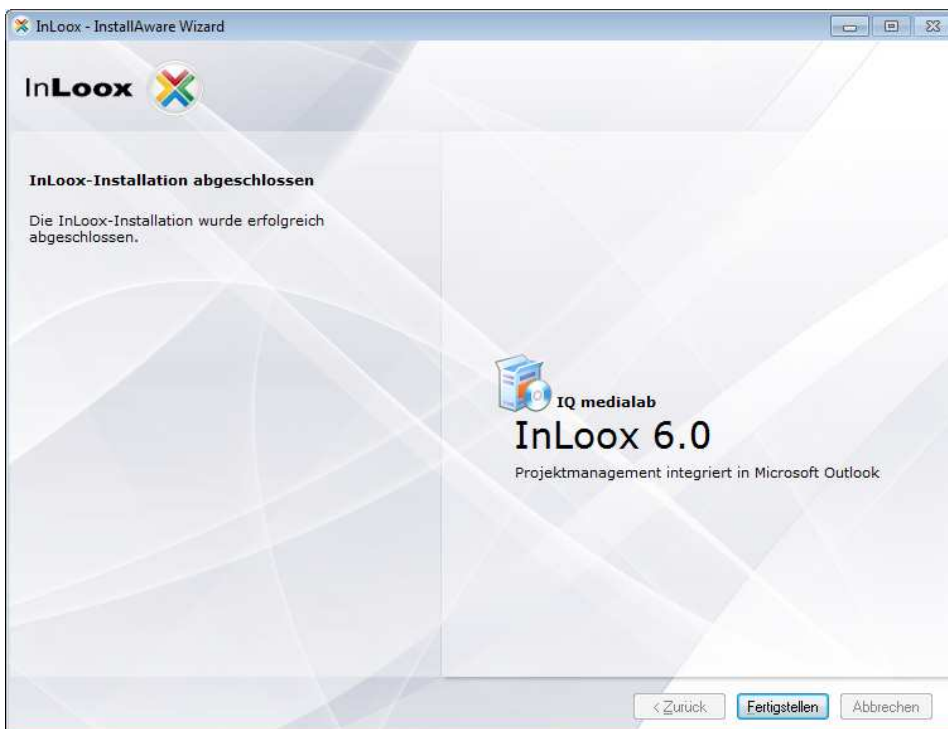 InLoox - InstallAware Wizard
InLoox
InLoox-Installation abgeschlossen
Die InLoox-Installation wurde erfolgreich
abgeschlossen.
IQ medialab
InLoox 6.0
Projektmanagement integriert in Microsoft Outlook
< Zurück
Fertigstellen
Abbrechen